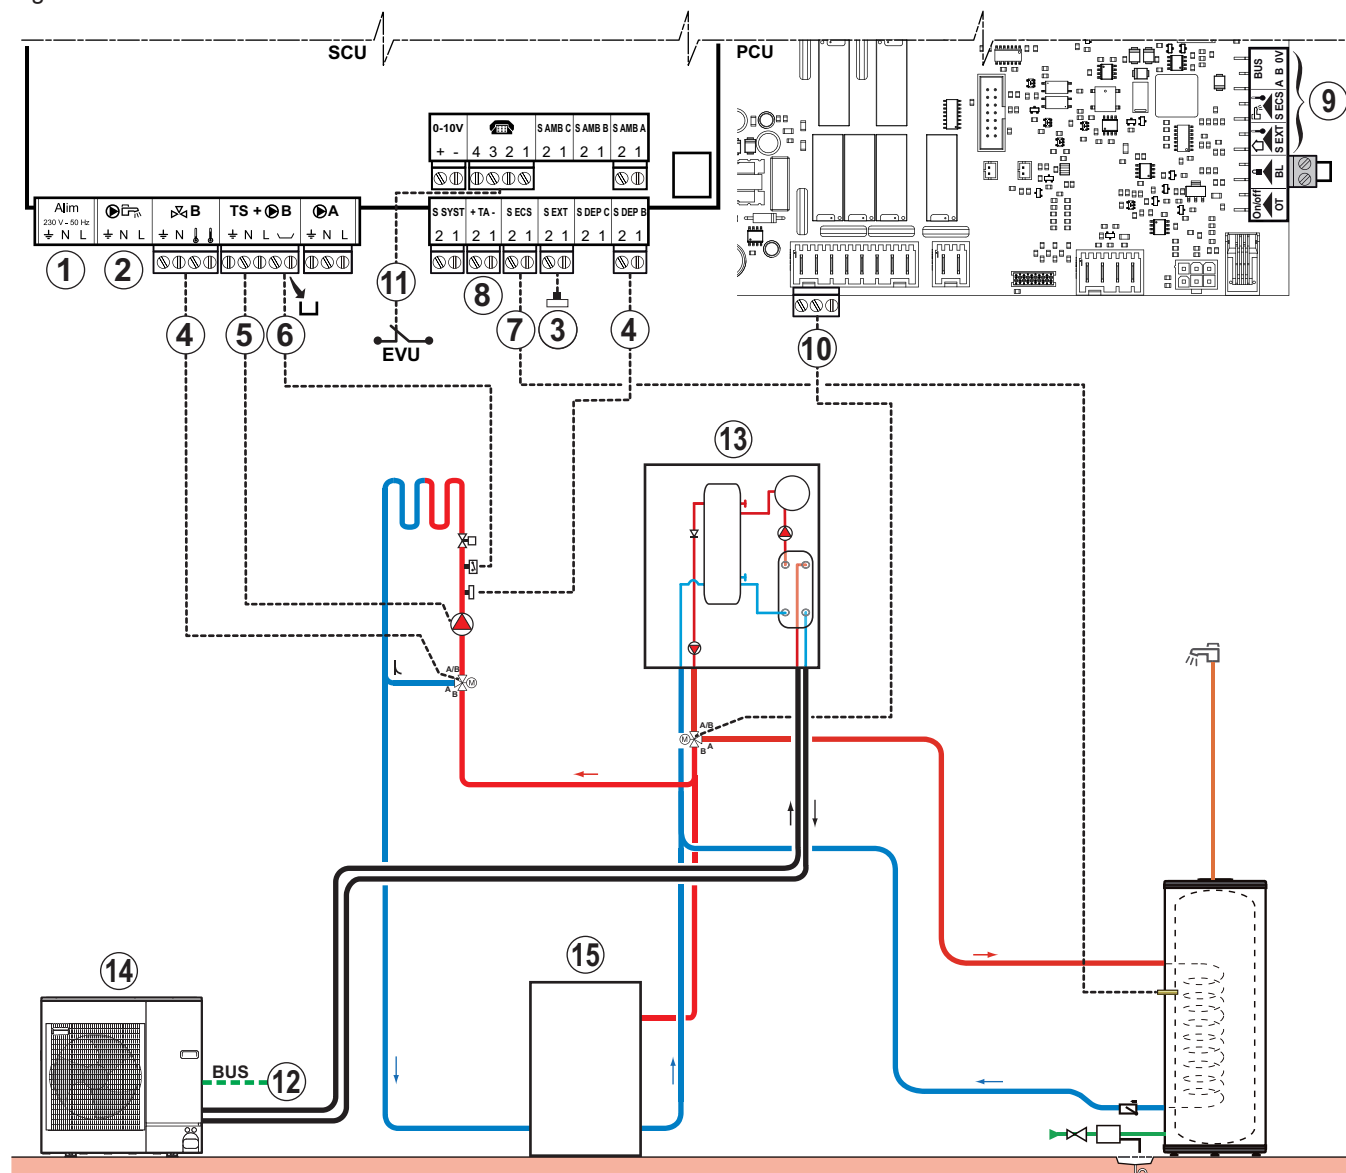 SCU
PCU
0-10V S AMB C S AMB B S AMB A
+ - 4 3 2 1 2 1 2 1 2 1
Alim B TS + B A
230 V - 50 Hz
N L N L N N L N L
S SYST + TA - S ECS S EXT S DEP C S DEP B
2 1 2 1 2 1 2 1 2 1 2 1
BUS A B 0V
S ECS
S EXT
BL
On/off OT
9
1
2
11
8
4
5
6
7
3
4
10
EVU
13
A/B
A
B
M
A/B
M
B
A
14
15
BUS
12